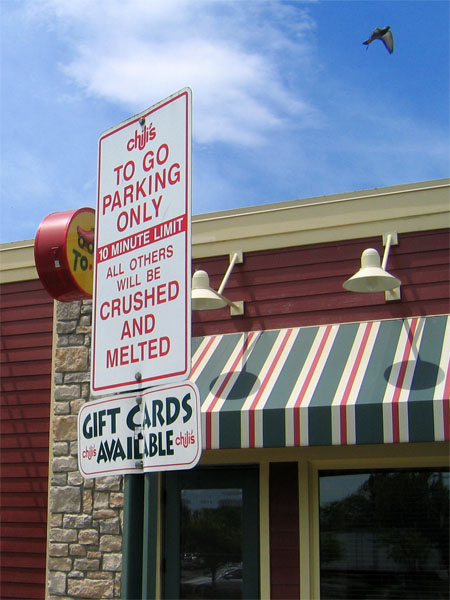 chili's
TO GO
PARKING
ONLY
10 MINUTE LIMIT
ALL OTHERS
WILL BE
CRUSHED
AND
MELTED
TO
GIFT CARDS
chili's AVAILABLE chili's